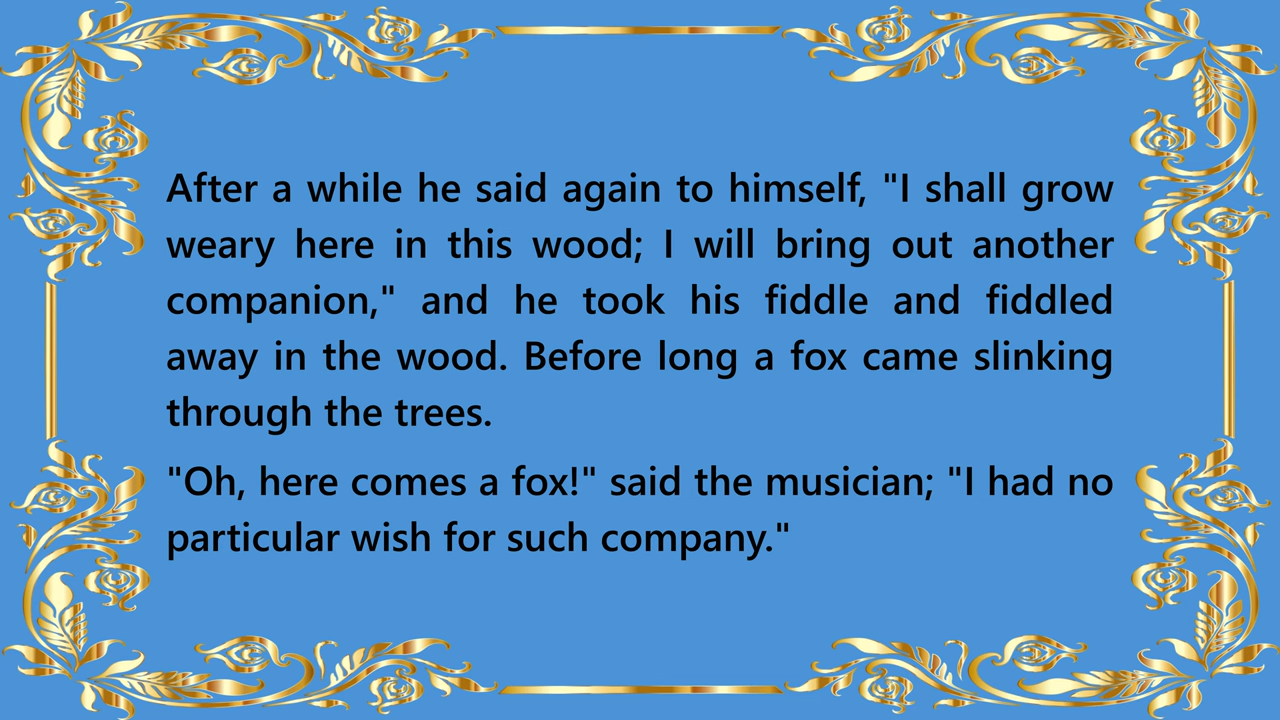 After a while he said again to himself, "I shall grow
weary here in this wood; I will bring out another
companion," and he took his fiddle and fiddled
away in the wood. Before long a fox came slinking
through the trees.
"Oh, here comes a fox!" said the musician; "I had no
particular wish for such company."